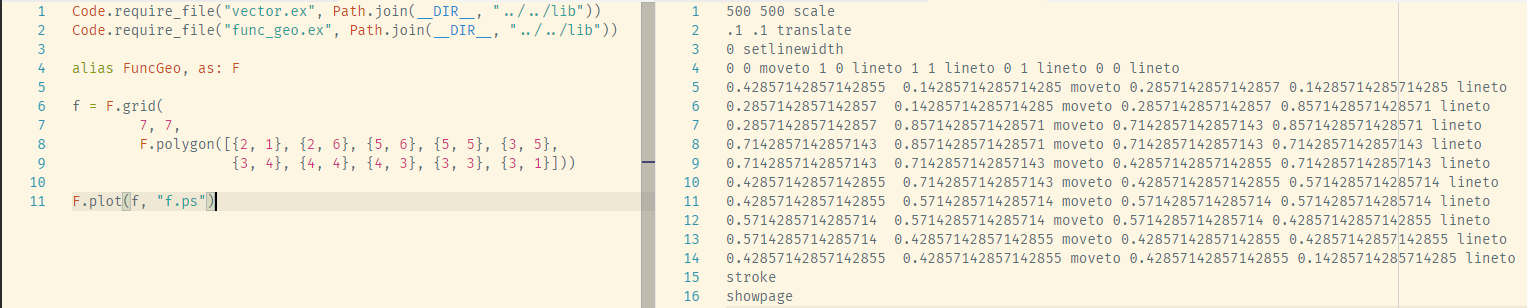 1 Code.require_file("vector.ex", Path.join(__DIR__, "../../lib"))
2 Code.require_file("func_geo.ex", Path.join(__DIR__, "../../lib"))
3
4 alias FuncGeo, as: F
5
6 f = F.grid(
7 7, 7,
8 F.polygon([{2, 1}, {2, 6}, {5, 6}, {5, 5}, {3, 5},
9 {3, 4}, {4, 4}, {4, 3}, {3, 3}, {3, 1}]))
10
11 F.plot(f, "f.ps")
1 500 500 scale
2 .1 .1 translate
3 0 setlinewidth
4 0 0 moveto 1 0 lineto 1 1 lineto 0 1 lineto 0 0 lineto
5 0.42857142857142855  0.14285714285714285 moveto 0.2857142857142857 0.14285714285714285 lineto
6 0.2857142857142857  0.14285714285714285 moveto 0.2857142857142857 0.8571428571428571 lineto
7 0.2857142857142857  0.8571428571428571 moveto 0.7142857142857143 0.8571428571428571 lineto
8 0.7142857142857143  0.8571428571428571 moveto 0.7142857142857143 0.7142857142857143 lineto
9 0.7142857142857143  0.7142857142857143 moveto 0.42857142857142855 0.7142857142857143 lineto
10 0.42857142857142855  0.7142857142857143 moveto 0.42857142857142855 0.5714285714285714 lineto
11 0.42857142857142855  0.5714285714285714 moveto 0.5714285714285714 0.5714285714285714 lineto
12 0.5714285714285714  0.5714285714285714 moveto 0.5714285714285714 0.42857142857142855 lineto
13 0.5714285714285714  0.42857142857142855 moveto 0.42857142857142855 0.42857142857142855 lineto
14 0.42857142857142855  0.42857142857142855 moveto 0.42857142857142855 0.14285714285714285 lineto
15 stroke
16 showpage